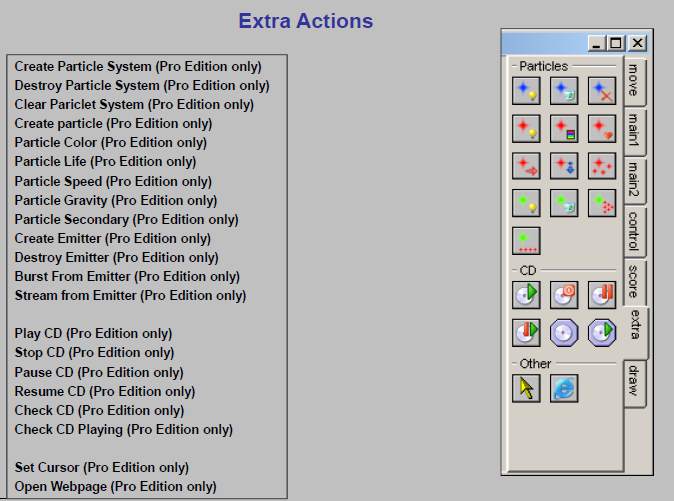 Extra Actions
Create Particle System (Pro Edition only)
Destroy Particle System (Pro Edition only)
Clear Pariclet System (Pro Edition only)
Create particle (Pro Edition only)
Particle Color (Pro Edition only)
Particle Life (Pro Edition only)
Particle Speed (Pro Edition only)
Particle Gravity (Pro Edition only)
Particle Secondary (Pro Edition only)
Create Emitter (Pro Edition only)
Destroy Emitter (Pro Edition only)
Burst From Emitter (Pro Edition only)
Stream from Emitter (Pro Edition only)
Play CD (Pro Edition only)
Stop CD (Pro Edition only)
Pause CD (Pro Edition only)
Resume CD (Pro Edition only)
Check CD (Pro Edition only)
Check CD Playing (Pro Edition only)
Set Cursor (Pro Edition only)
Open Webpage (Pro Edition only)
Particles
CD
Other
move
main1
main2
control
score
extra
draw